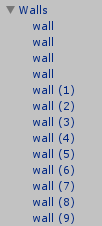 Walls
wall
wall
wall
wall
wall (1)
wall (2)
wall (3)
wall (4)
wall (5)
wall (6)
wall (7)
wall (8)
wall (9)